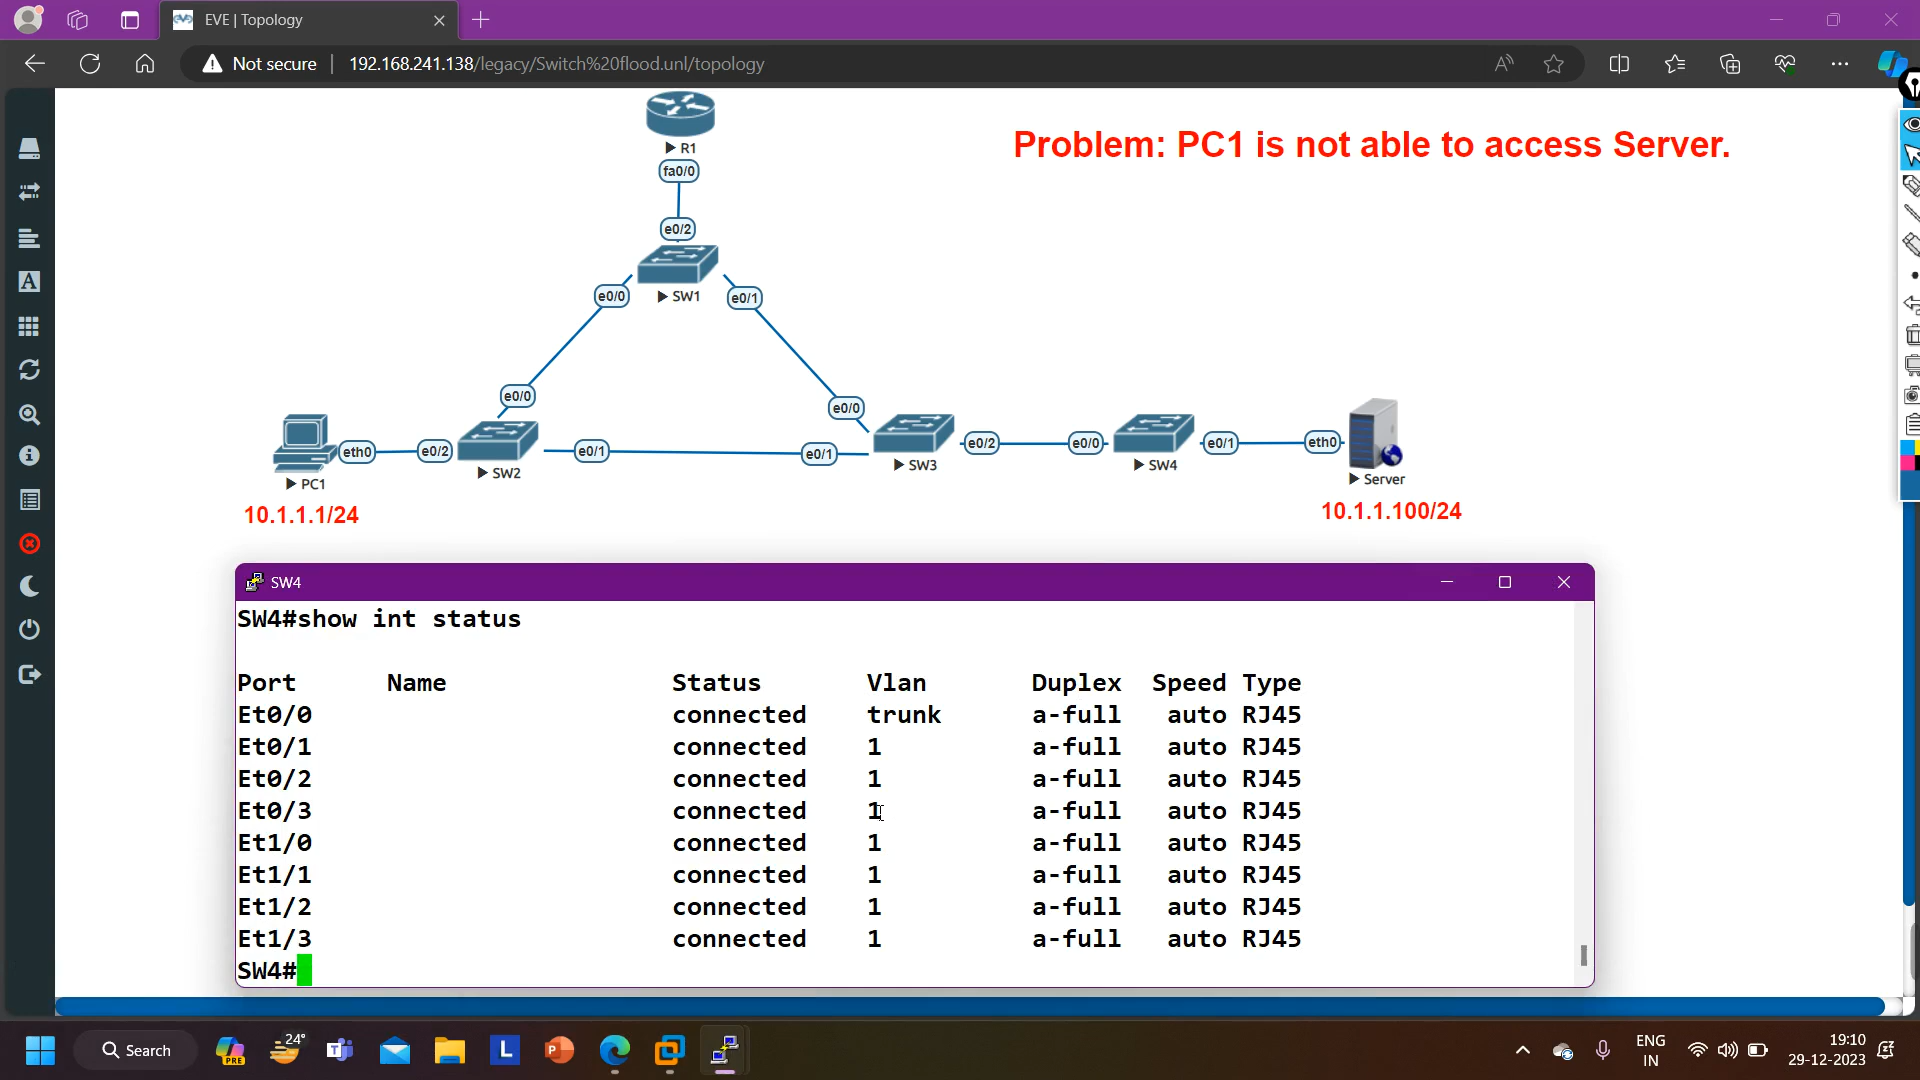 EVE | Topology
Not secure 192.168.241.138/legacy/Switch%20flood.unl/topology
R1
fa0/0
Problem: PC1 is not able to access Server.
e0/2
SW1
e0/0 e0/1
e0/0 e0/0
PC1 eth0 e0/2 SW2 e0/1 e0/1 SW3 e0/2 e0/0 SW4 e0/1 eth0 Server
10.1.1.1/24 10.1.1.100/24
SW4
SW4#show int status
Port Name Status Vlan Duplex Speed Type
Et0/0 connected trunk a-full auto RJ45
Et0/1 connected 1 a-full auto RJ45
Et0/2 connected 1 a-full auto RJ45
Et0/3 connected 1 a-full auto RJ45
Et1/0 connected 1 a-full auto RJ45
Et1/1 connected 1 a-full auto RJ45
Et1/2 connected 1 a-full auto RJ45
Et1/3 connected 1 a-full auto RJ45
SW4#
Search PRE 24° L P ENG 19:10
IN 29-12-2023